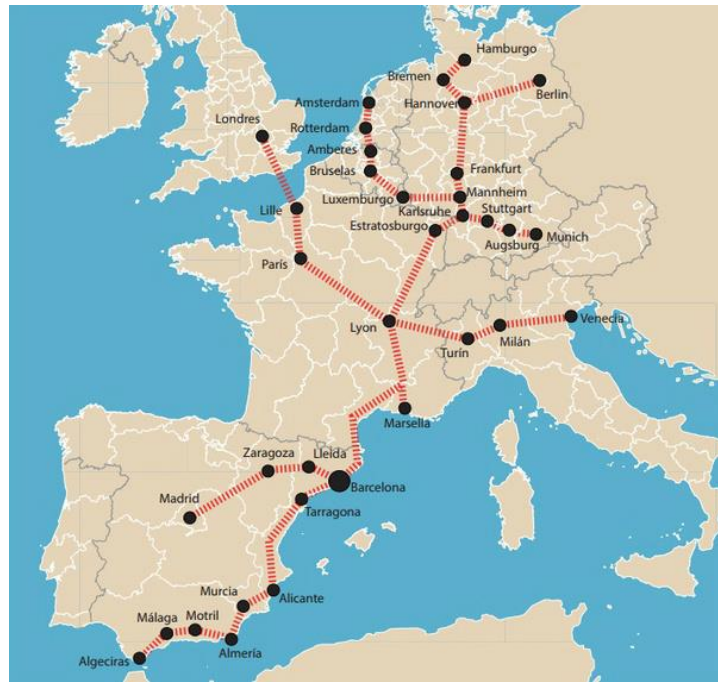 Hamburgo
Bremen
Berlin
Amsterdam
Hannover
Londres
Rotterdam
Amberes
Bruselas
Frankfurt
Luxemburgo
Mannheim
Lille
Karlsruhe
Stuttgart
Estratosburgo
Augsburg
Munich
París
Lyon
Venecia
Turín
Milán
Marsella
Zaragoza
Lleida
Barcelona
Madrid
Tarragona
Murcia
Alicante
Málaga
Motril
Algeciras
Almería